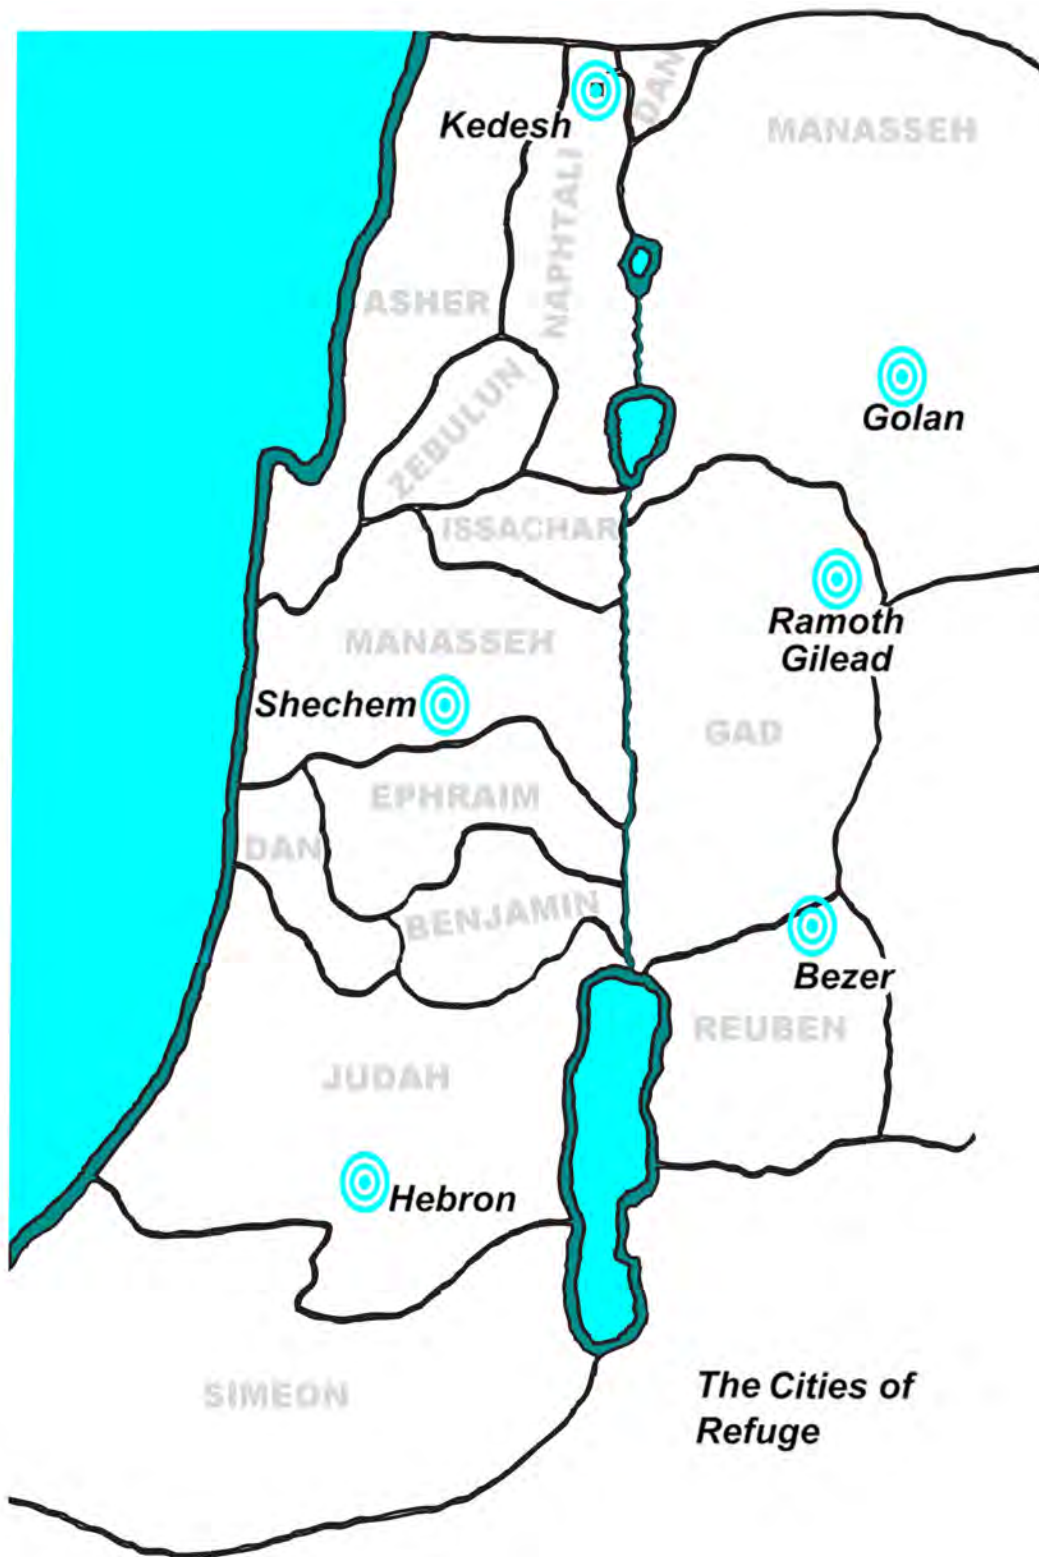 DAN
Kedesh
MANASSEH
NAPHTALI
ASHER
ZEBULUN
Golan
ISSACHAR
Ramoth
Gilead
MANASSEH
Shechem
GAD
EPHRAIM
DAN
BENJAMIN
Bezer
REUBEN
JUDAH
Hebron
SIMEON
The Cities of
Refuge